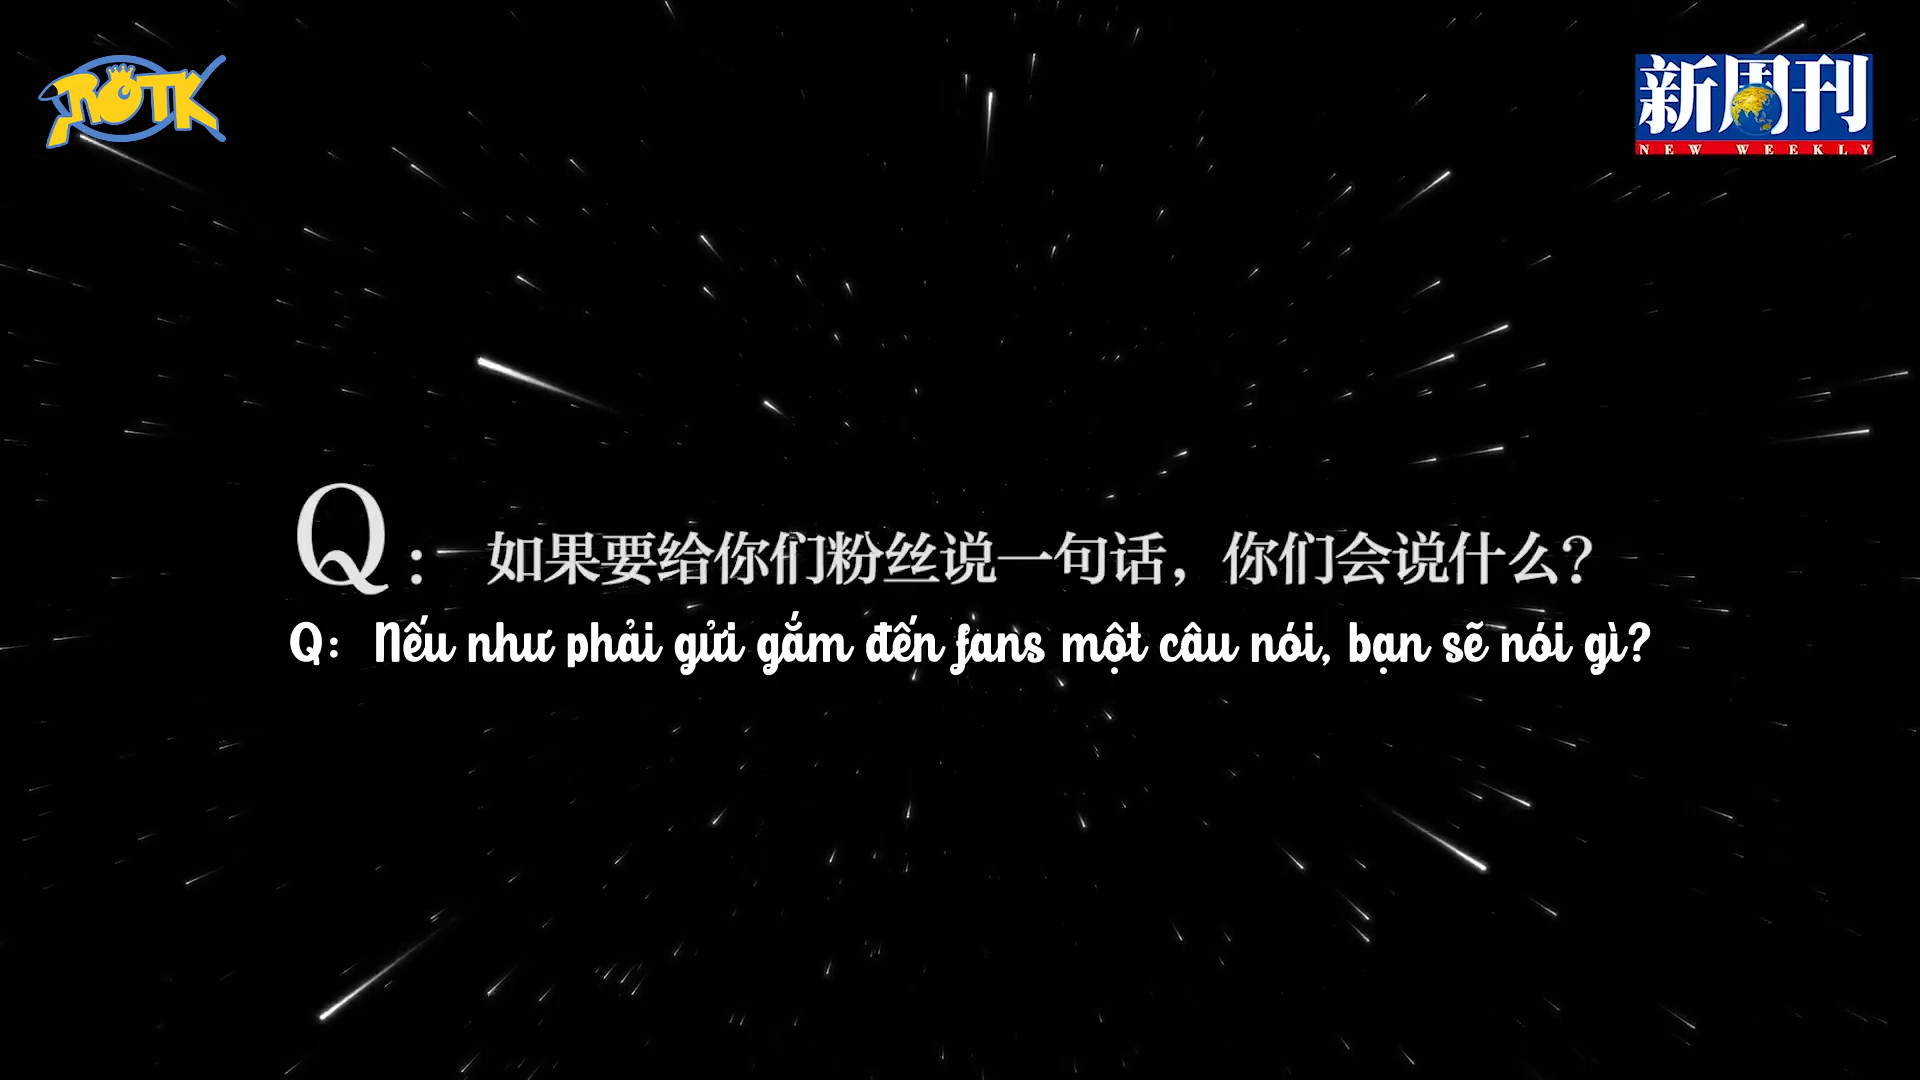 ROTK
新周刊
NEW WEEKLY
Q：如果要给你们粉丝说一句话，你们会说什么？
Q: Nếu như phải gửi gắm đến fans một câu nói, bạn sẽ nói gì?